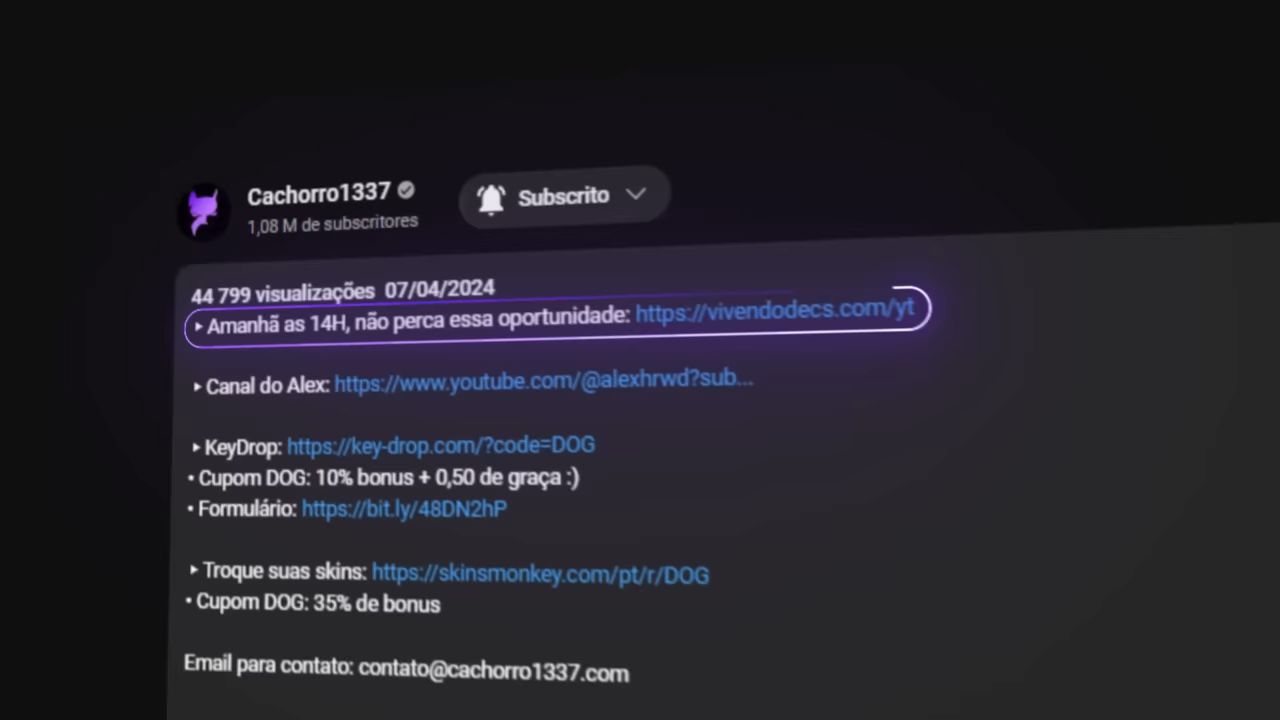 Cachorro1337
1,08 M de subscritores
Subscrito
44 799 visualizações 07/04/2024
‣ Amanhã as 14H, não perca essa oportunidade: https://vivendodecs.com/yt
‣ Canal do Alex: https://www.youtube.com/@alexhrwd?sub...
‣ KeyDrop: https://key-drop.com/?code=DOG
• Cupom DOG: 10% bonus + 0,50 de graça :)
• Formulário: https://bit.ly/48DN2hP
‣ Troque suas skins: https://skinsmonkey.com/pt/r/DOG
• Cupom DOG: 35% de bonus
Email para contato: contato@cachorro1337.com